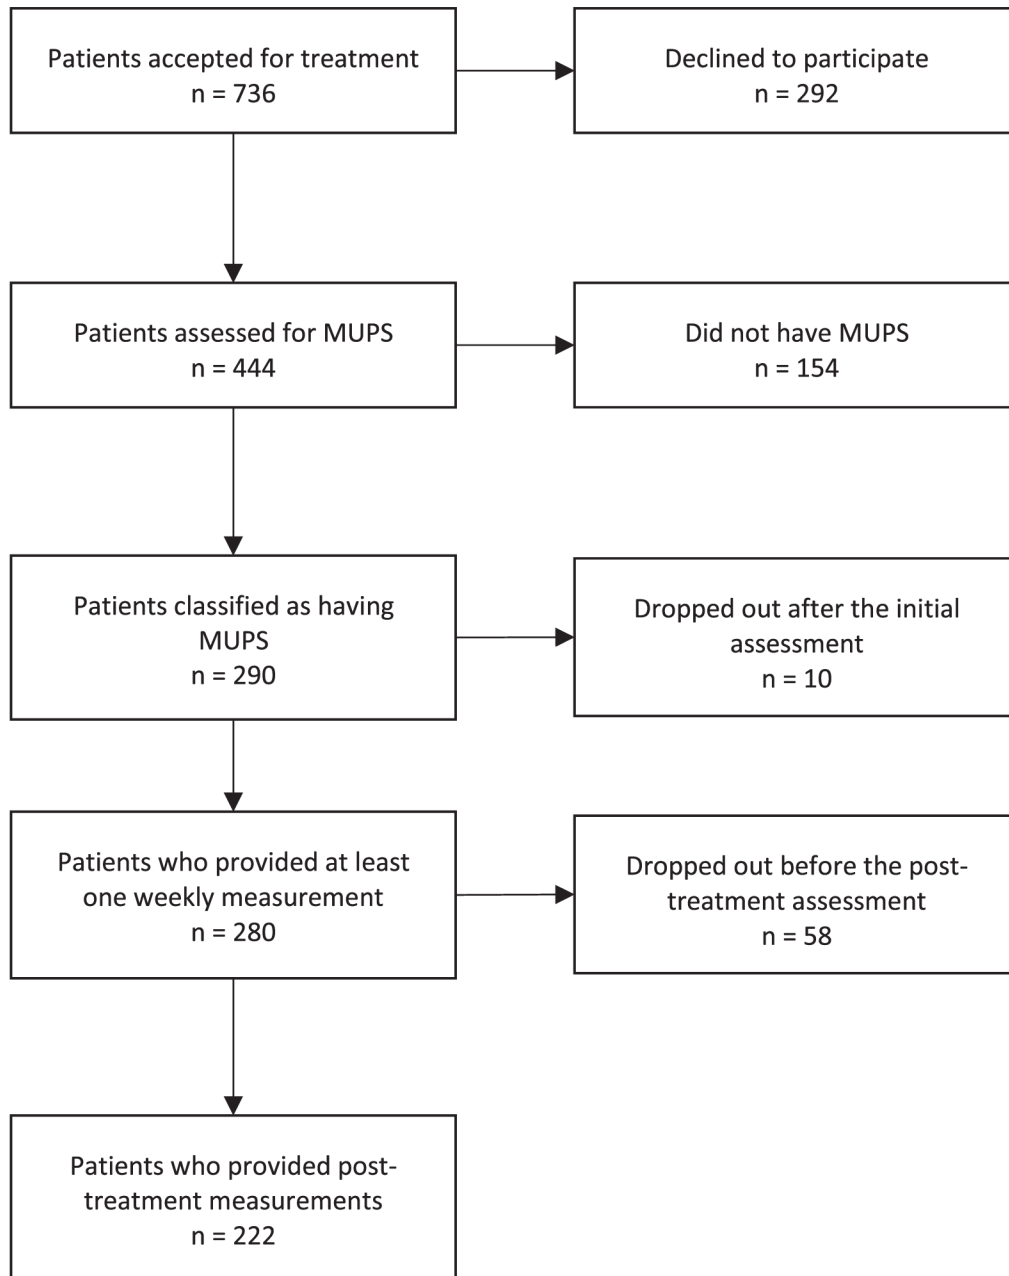 Patients accepted for treatment
n = 736
Declined to participate
n = 292
Patients assessed for MUPS
n = 444
Did not have MUPS
n = 154
Patients classified as having
MUPS
n = 290
Dropped out after the initial
assessment
n = 10
Patients who provided at least
one weekly measurement
n = 280
Dropped out before the post-
treatment assessment
n = 58
Patients who provided post-
treatment measurements
n = 222